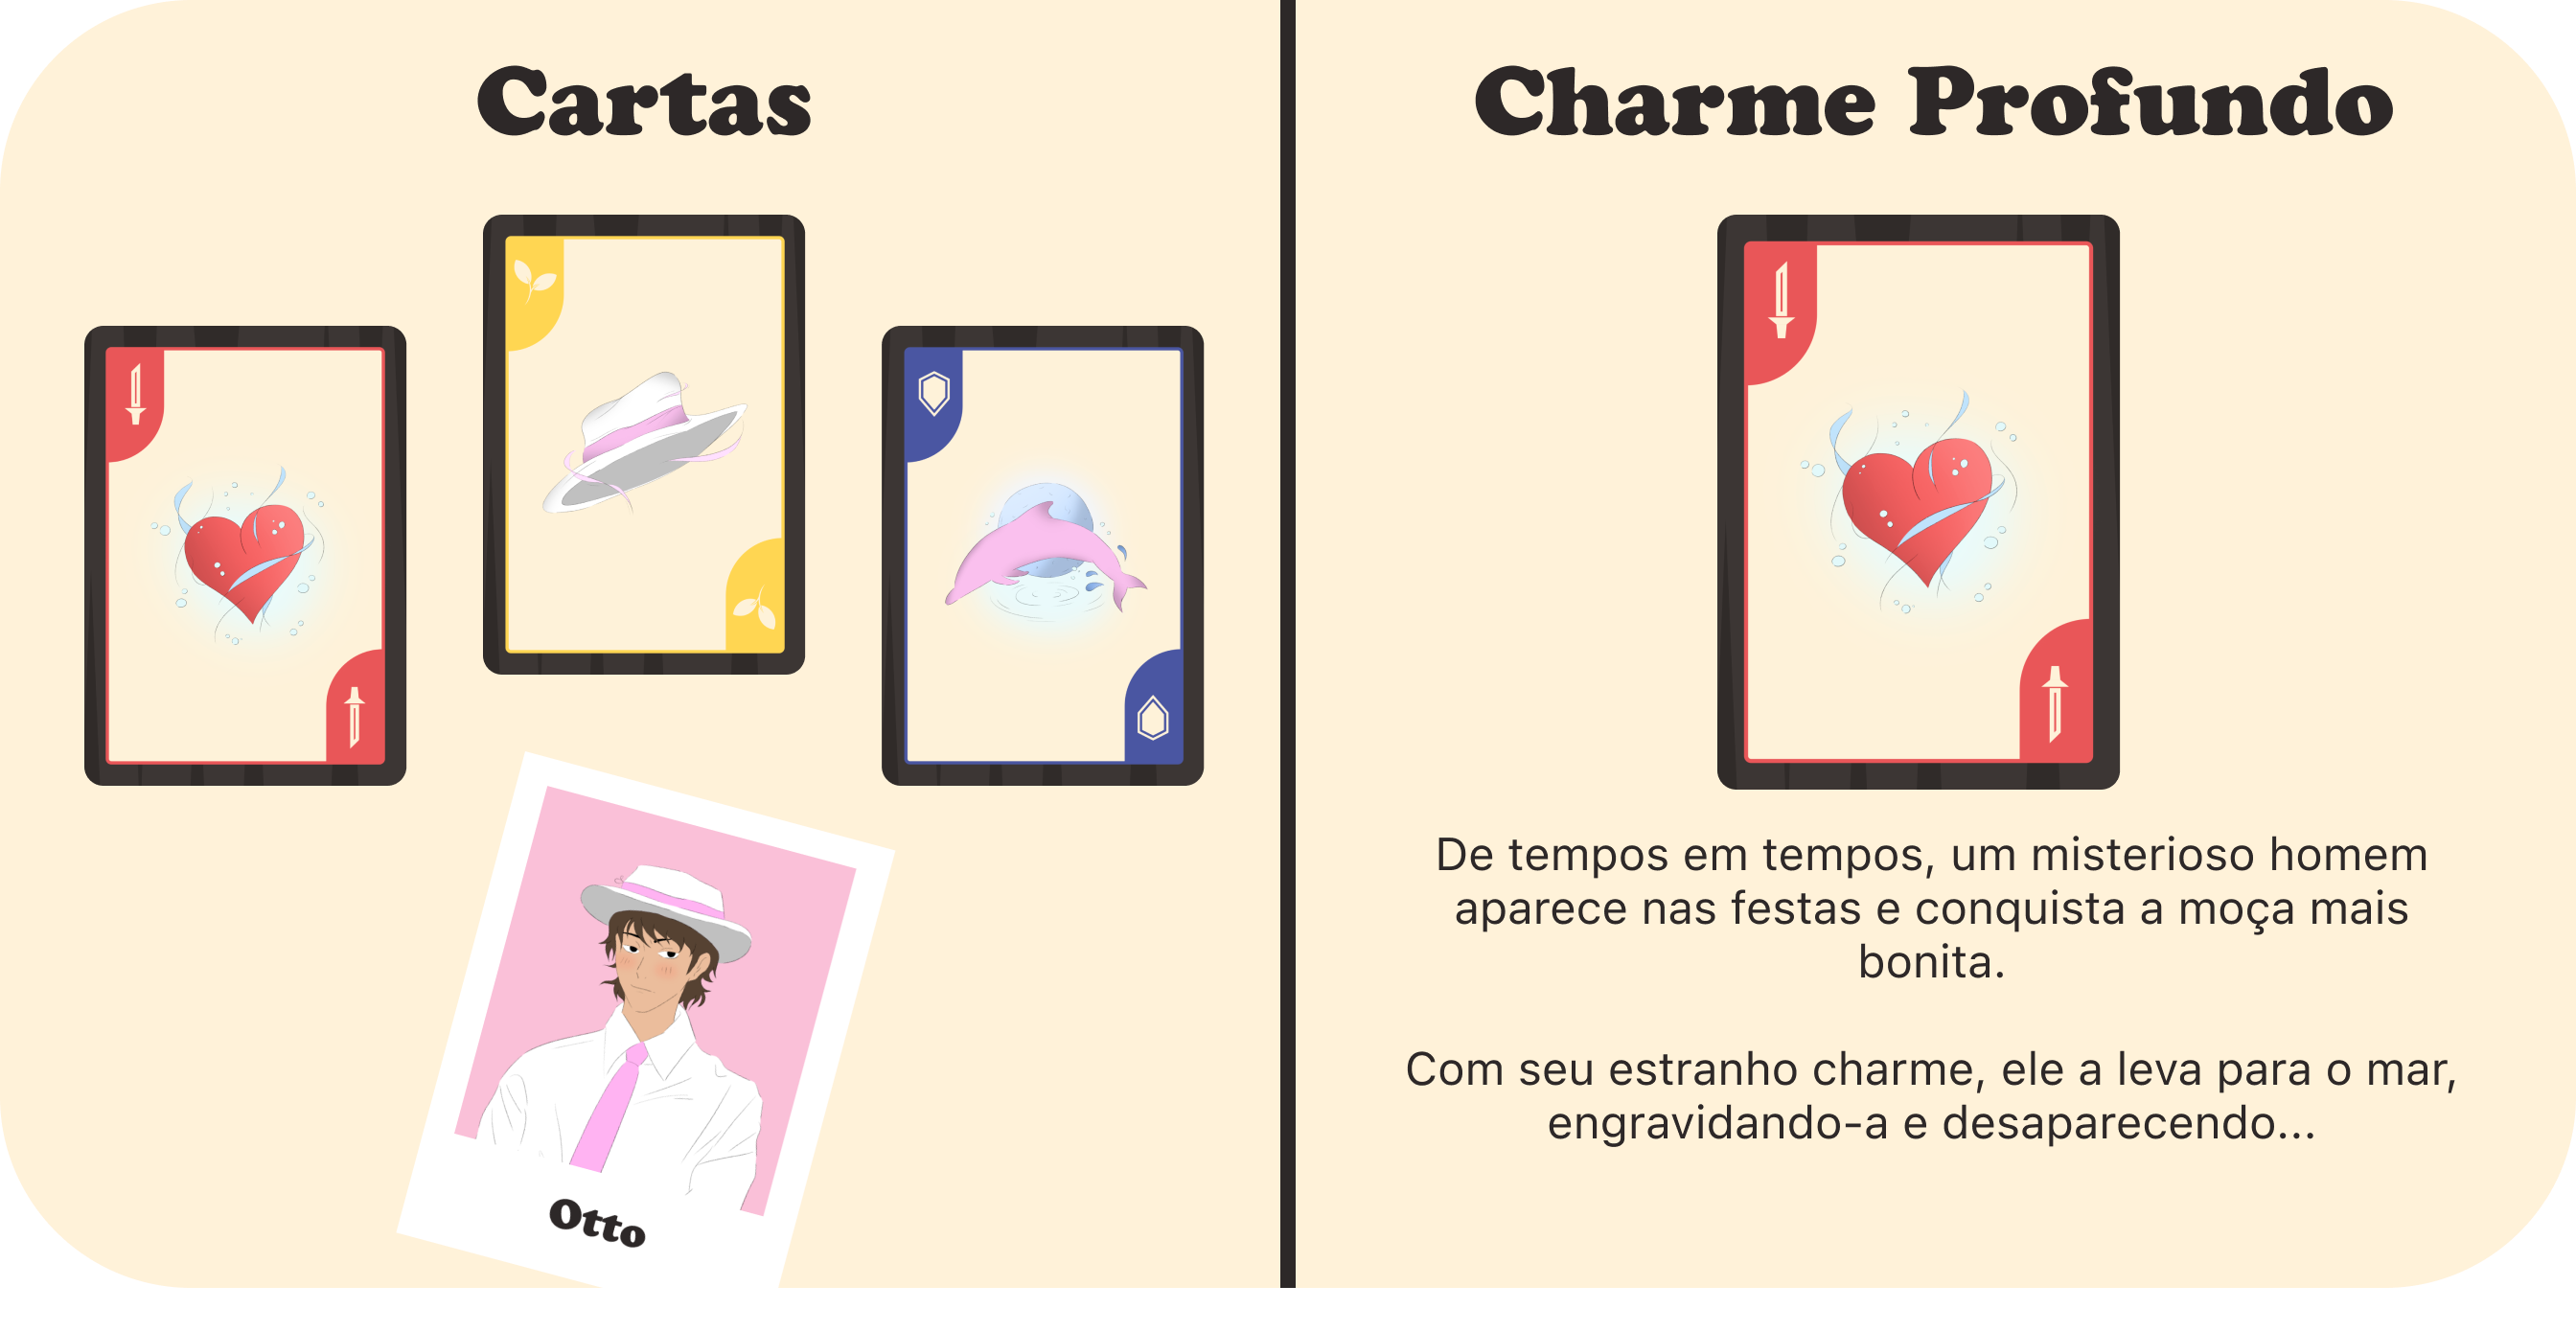 Cartas
Otto
Charme Profundo
De tempos em tempos, um misterioso homem
aparece nas festas e conquista a moça mais
bonita.
Com seu estranho charme, ele a leva para o mar,
engravidando-a e desaparecendo...